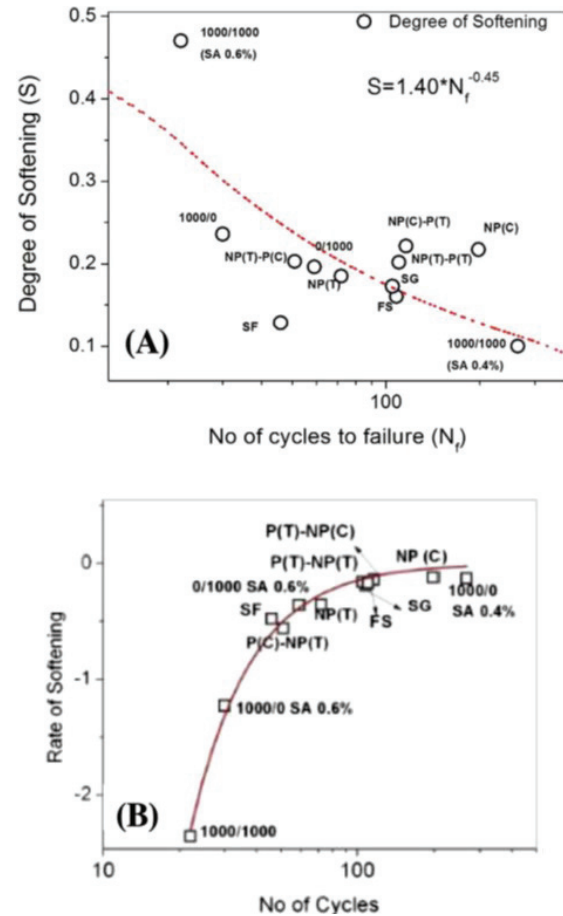 0.5
0.4
0.3
0.2
0.1
Degree of Softening (S)
1000/1000
(SA 0.6%)
Degree of Softening
S=1.40*N_f^-0.45
1000/0
NP(T)-P(C)
0/1000
NP(T)
SF
NP(C)-P(T)
NP(C)
NP(T)-P(T)
SG
FS
1000/1000
(SA 0.4%)
(A)
100
No of cycles to failure (N_f)
0
-1
-2
Rate of Softening
P(T)-NP(C)
P(T)-NP(T)
NP (C)
0/1000 SA 0.6%
SF
NP(T)
SG
FS
1000/0
SA 0.4%
P(C)-NP(T)
1000/0 SA 0.6%
1000/1000
(B)
10
100
No of Cycles